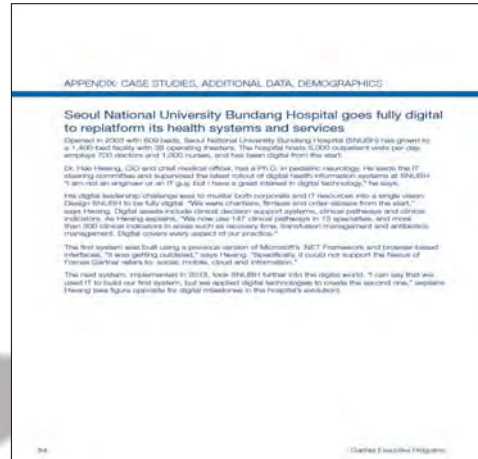 APPENDIX: CASE STUDIES, ADDITIONAL DATA, DEMOGRAPHICS
Seoul National University Bundang Hospital goes fully digital
to replatform its health systems and services
Opened in 2003 with 609 beds, Seoul National University Bundang Hospital (SNUBH) has grown to
a 1,400-bed facility with 38 operating theaters. The hospital hosts 5,000 outpatient visits per day,
employs 700 doctors and 1,000 nurses, and has been digital from the start.
Dr. Hee Hwang, CIO and chief medical officer, has a Ph.D. in pediatric neurology. He leads the IT
steering committee and supervised the latest rollout of digital health information systems at SNUBH
"I am not an engineer or an IT guy, but I have a great interest in digital technology," he says.
His digital leadership challenge was to monitor both corporate and IT resources into a single vision:
Design SNUBH to be fully digital. "We were chartless, filmless and order-slipless from the start,"
says Hwang. Digital assets include clinical decision support systems, clinical pathways and clinical
indicators. As Hwang explains, "We now use 147 clinical pathways in 13 specialties, and more
than 300 clinical indicators in areas such as recovery time, transfusion management and antibiotics
management. Digital covers every aspect of our practice."
The first system was built using a previous version of Microsoft's .NET Framework and browser-based
interfaces. "It was getting outdated," says Hwang. "Specifically, it could not support the Nexus of
Forces Gartner refers to: social, mobile, cloud and information."
The next system, implemented in 2013, took SNUBH further into the digital world. "I can say that we
used IT to build our first system, but we applied digital technologies to create the second one," explains
Hwang (see figure opposite for digital milestones in the hospital's evolution).
Gartner Executive Programs